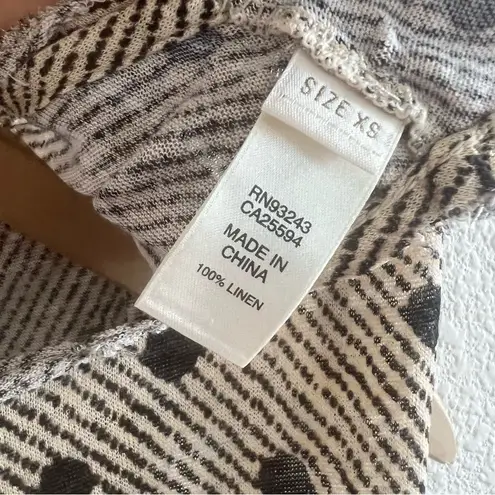 SIZE XS
RN93243
CA25594
MADE IN
CHINA
100% LINEN